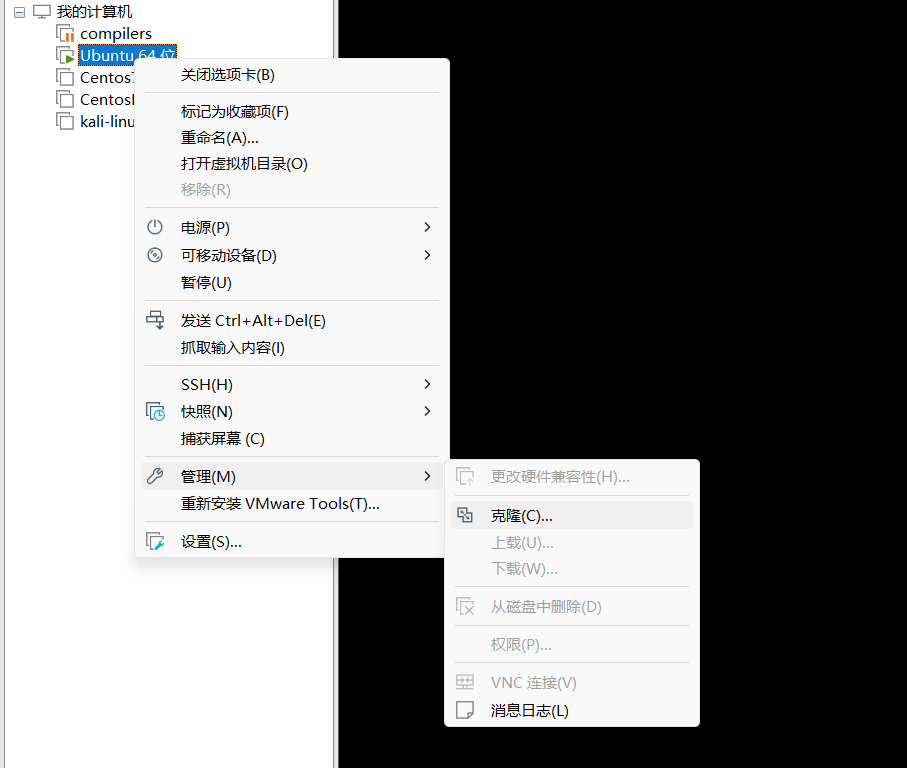 我的计算机
compilers
Ubuntu 64 位
Centos7
Centos
kali-linu
关闭选项卡(B)
标记为收藏项(F)
重命名(A)...
打开虚拟机目录(O)
移除(R)
电源(P)
可移动设备(D)
暂停(U)
发送 Ctrl+Alt+Del(E)
抓取输入内容(I)
SSH(H)
快照(N)
捕获屏幕 (C)
管理(M)
重新安装 VMware Tools(T)...
设置(S)...
更改硬件兼容性(H)...
克隆(C)...
上载(U)...
下载(W)...
从磁盘中删除(D)
权限(P)...
VNC 连接(V)
消息日志(L)